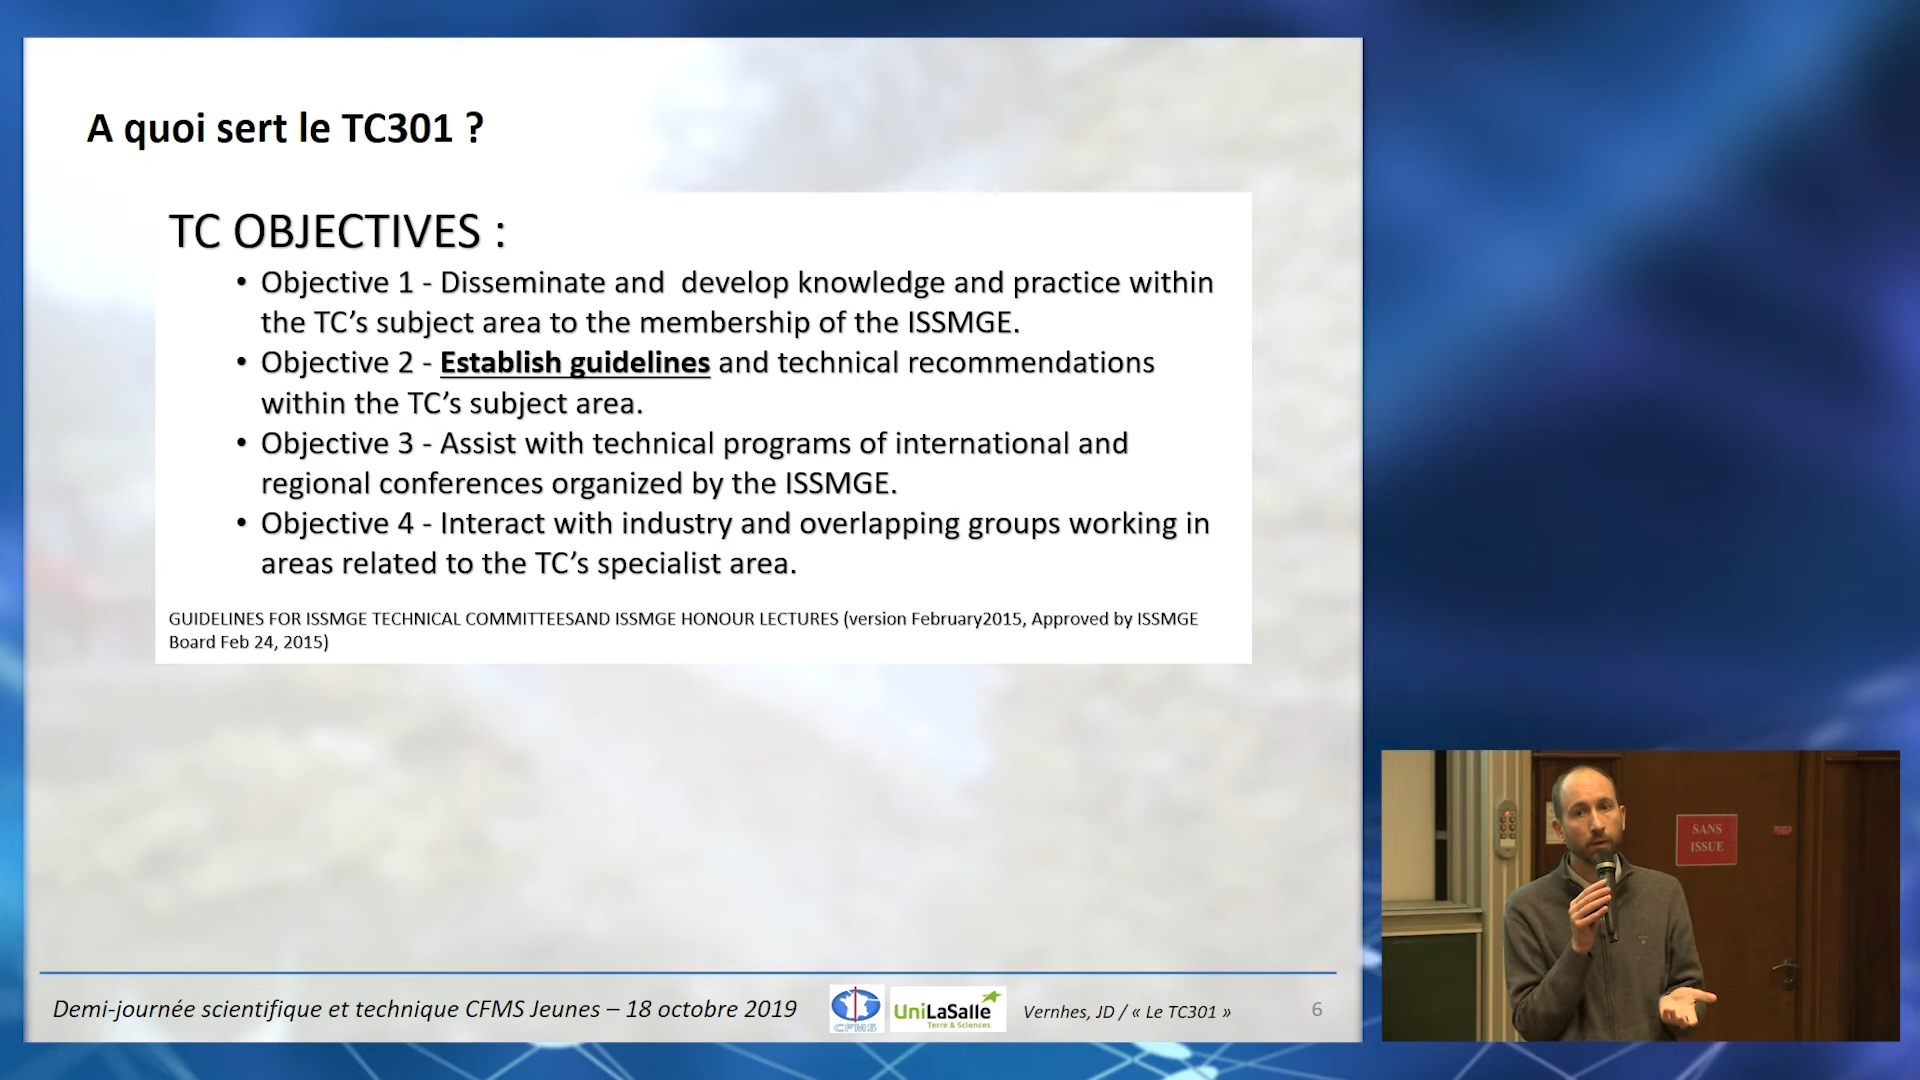 A quoi sert le TC301 ?
TC OBJECTIVES :
• Objective 1 - Disseminate and develop knowledge and practice within
the TC’s subject area to the membership of the ISSMGE.
• Objective 2 - Establish guidelines and technical recommendations
within the TC’s subject area.
• Objective 3 - Assist with technical programs of international and
regional conferences organized by the ISSMGE.
• Objective 4 - Interact with industry and overlapping groups working in
areas related to the TC’s specialist area.
GUIDELINES FOR ISSMGE TECHNICAL COMMITTEESAND ISSMGE HONOUR LECTURES (version February2015, Approved by ISSMGE
Board Feb 24, 2015)
Demi-journée scientifique et technique CFMS Jeunes – 18 octobre 2019
CFMS
UniLaSalle
Terre & Sciences
Vernhes, JD / « Le TC301 »
6
SANS
ISSUE